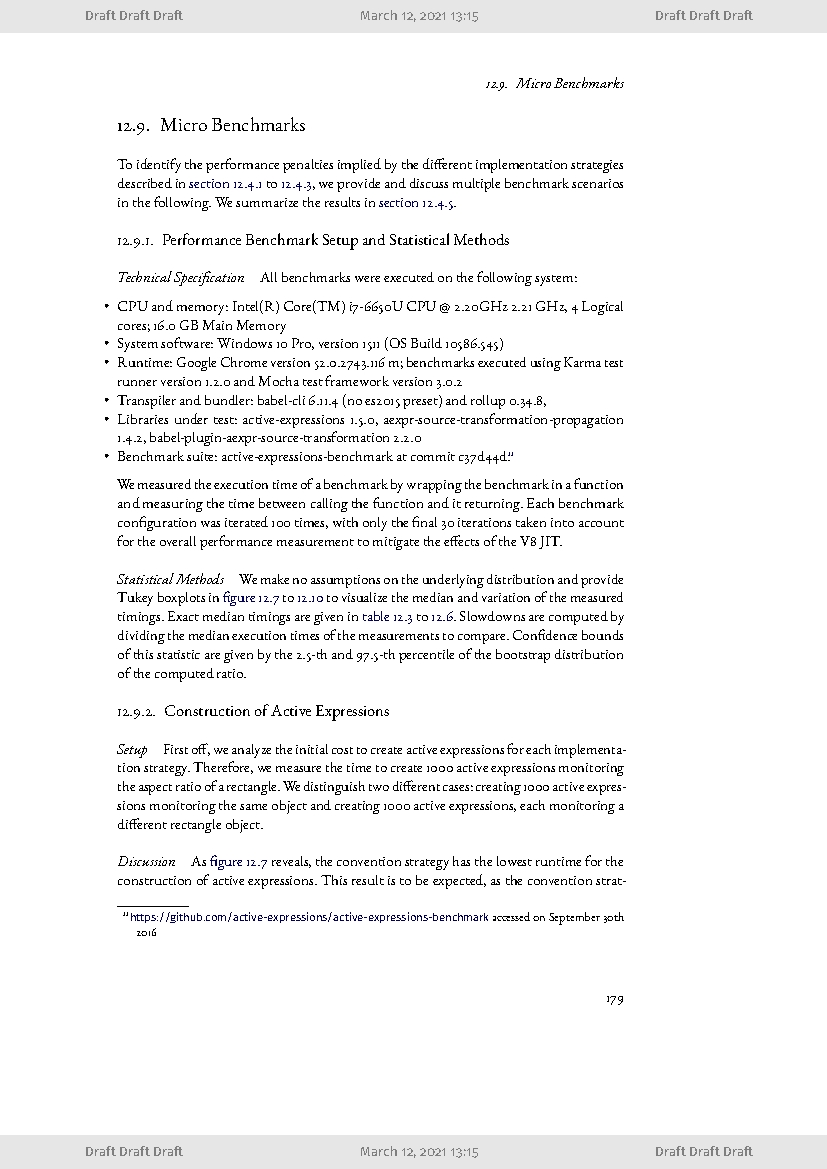 Draft Draft Draft March 12, 2021 13:15 Draft Draft Draft
12.9. Micro Benchmarks
12.9. Micro Benchmarks
To identify the performance penalties implied by the different implementation strategies
described in section 12.4.1 to 12.4.3, we provide and discuss multiple benchmark scenarios
in the following. We summarize the results in section 12.4.5.
12.9.1. Performance Benchmark Setup and Statistical Methods
Technical Specification All benchmarks were executed on the following system:
• CPU and memory: Intel(R) Core(TM) i7-6650U CPU @ 2.20GHz 2.21 GHz, 4 Logical
cores; 16.0 GB Main Memory
• System software: Windows 10 Pro, version 1511 (OS Build 10586.545)
• Runtime: Google Chrome version 52.0.2743.116 m; benchmarks executed using Karma test
runner version 1.2.0 and Mocha test framework version 3.0.2
• Transpiler and bundler: babel-cli 6.11.4 (no es2015 preset) and rollup 0.34.8,
• Libraries under test: active-expressions 1.5.0, aexpr-source-transformation-propagation
1.4.2, babel-plugin-aexpr-source-transformation 2.2.0
• Benchmark suite: active-expressions-benchmark at commit c37d44d.
We measured the execution time of a benchmark by wrapping the benchmark in a function
and measuring the time between calling the function and it returning. Each benchmark
configuration was iterated 100 times, with only the final 30 iterations taken into account
for the overall performance measurement to mitigate the effects of the V8 JIT.
Statistical Methods We make no assumptions on the underlying distribution and provide
Tukey boxplots in figure 12.7 to 12.10 to visualize the median and variation of the measured
timings. Exact median timings are given in table 12.3 to 12.6. Slowdowns are computed by
dividing the median execution times of the measurements to compare. Confidence bounds
of this statistic are given by the 2.5-th and 97.5-th percentile of the bootstrap distribution
of the computed ratio.
12.9.2. Construction of Active Expressions
Setup First off, we analyze the initial cost to create active expressions for each implementa-
tion strategy. Therefore, we measure the time to create 1000 active expressions monitoring
the aspect ratio of a rectangle. We distinguish two different cases: creating 1000 active expres-
sions monitoring the same object and creating 1000 active expressions, each monitoring a
different rectangle object.
Discussion As figure 12.7 reveals, the convention strategy has the lowest runtime for the
construction of active expressions. This result is to be expected, as the convention strat-
https://github.com/active-expressions/active-expressions-benchmark accessed on September 30th
2016
179
Draft Draft Draft March 12, 2021 13:15 Draft Draft Draft